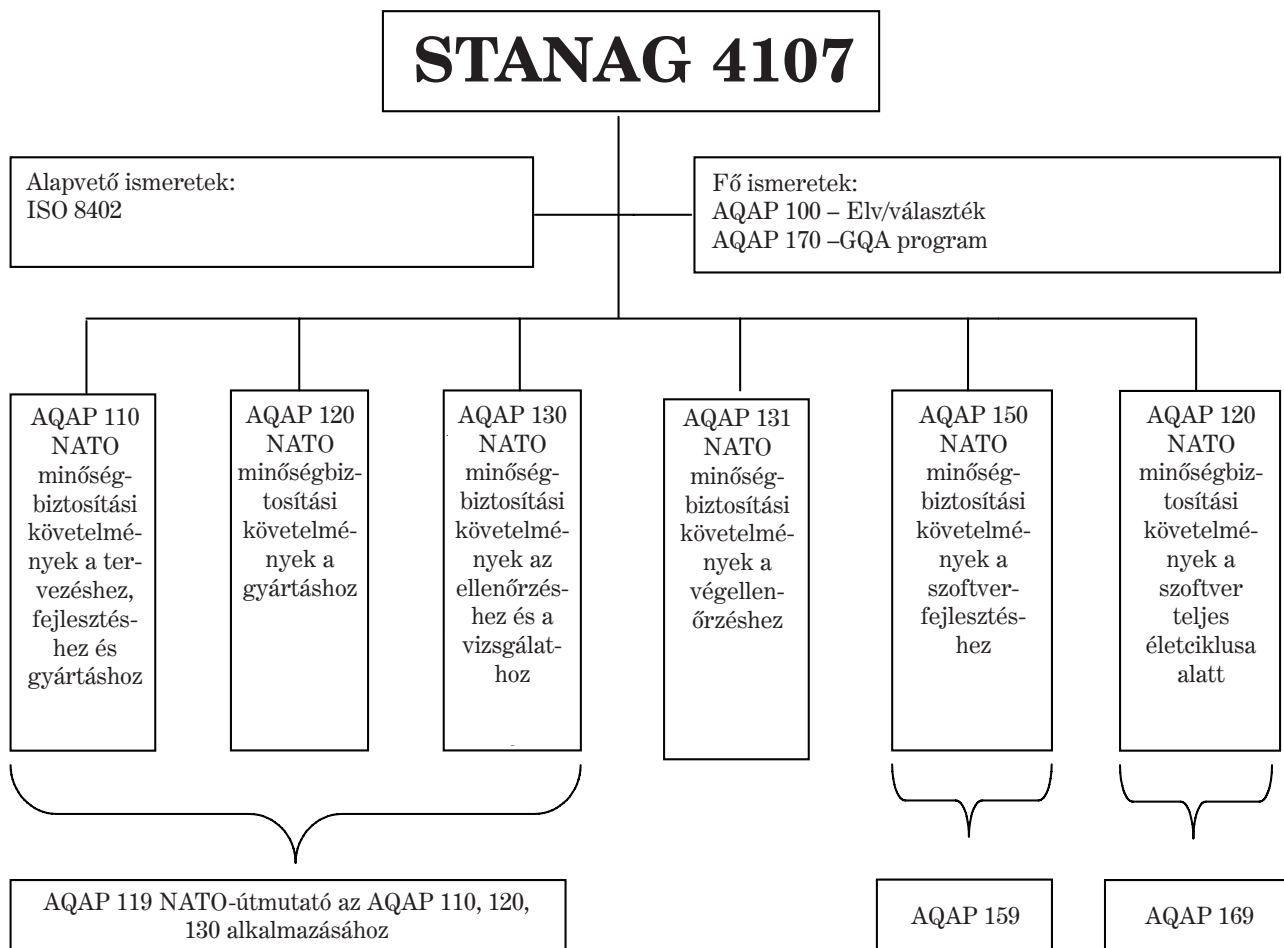 STANAG 4107
Alapvető ismeretek:
ISO 8402
Fő ismeretek:
AQAP 100 – Elv/választék
AQAP 170 –GQA program
AQAP 110
NATO
minőség-
biztosítási
követelmé-
nyek a ter-
vezéshez,
fejlesztés-
hez és
gyártáshoz
AQAP 120
NATO
minőségbiz-
tosítási
követelmé-
nyek a
gyártáshoz
AQAP 130
NATO
minőség-
biztosítási
követelmé-
nyek az
ellenőrzés-
hez és a
vizsgálat-
hoz
AQAP 131
NATO
minőség-
biztosítási
követelmé-
nyek a
végellen-
őrzéshez
AQAP 150
NATO
minőség-
biztosítási
követelmé-
nyek a
szoftver-
fejlesztés-
hez
AQAP 120
NATO
minőségbiz-
tosítási
követelmé-
nyek a
szoftver
teljes
életciklusa
alatt
AQAP 119 NATO-útmutató az AQAP 110, 120,
130 alkalmazásához
AQAP 159
AQAP 169